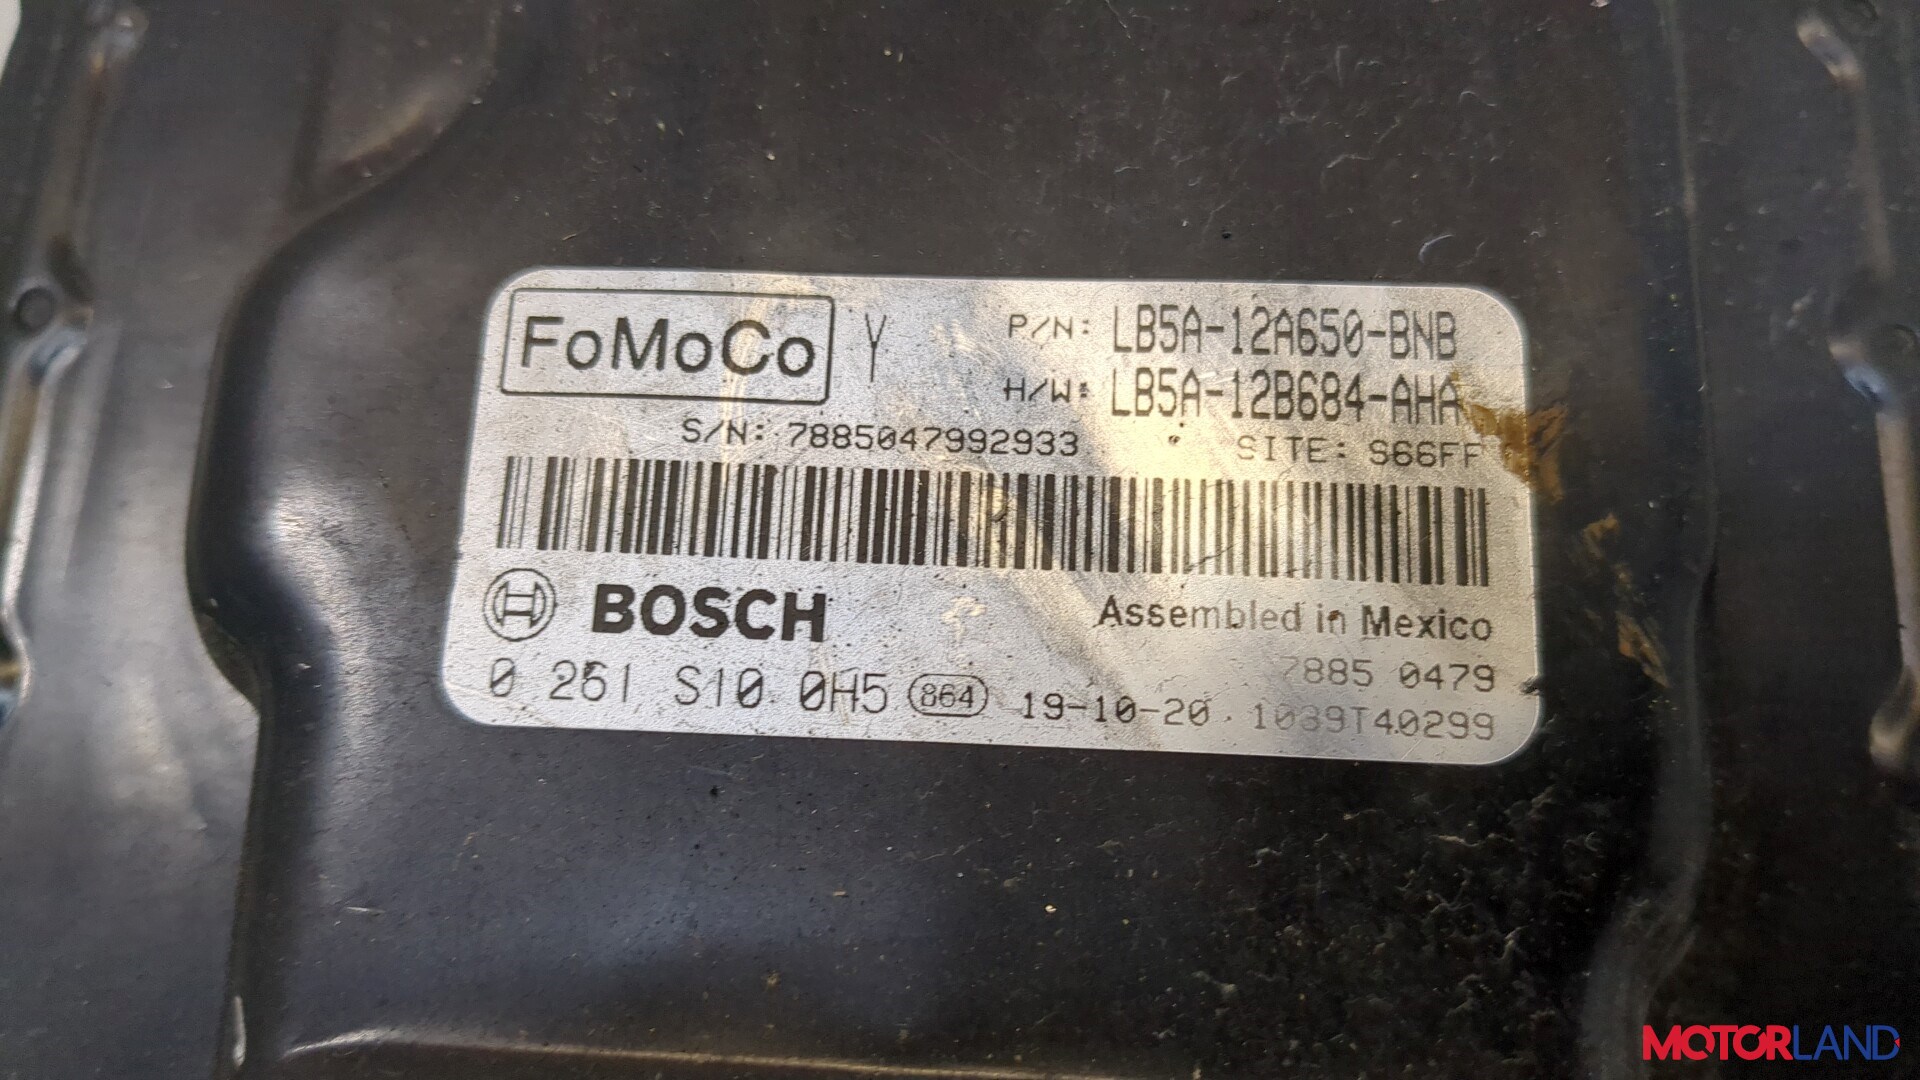 FoMoCo Y P/N: LB5A-12A650-BNB
H/W: LB5A-12B684-AHA
S/N: 7885047992933 SITE: S66FF
BOSCH Assembled in Mexico
7885 0479
0 261 S10 0H5 864 19-10-20 1039T40299
MOTORLAND